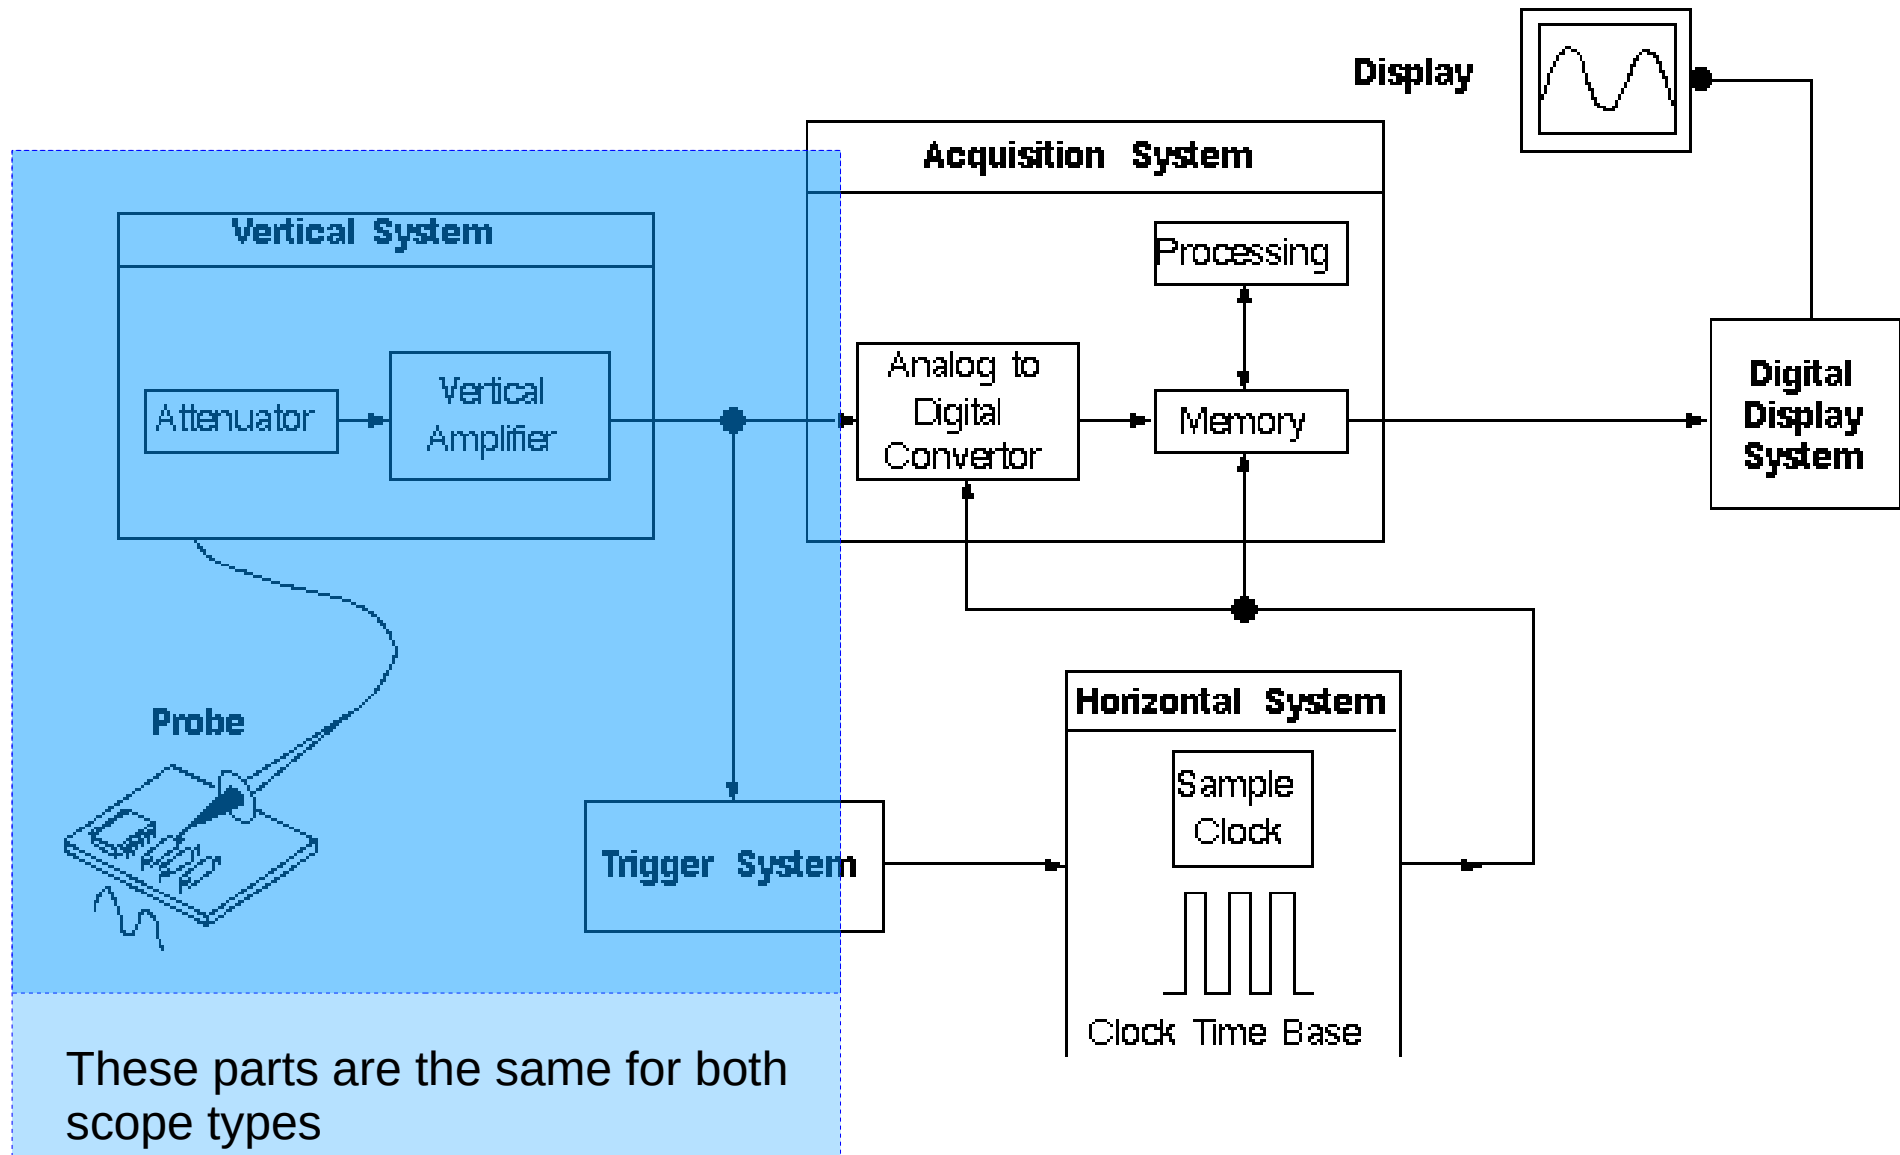 Display
Acquisition System
Vertical System
Processing
Attenuator
Vertical
Amplifier
Analog to
Digital
Convertor
Memory
Digital
Display
System
Probe
Trigger System
Horizontal System
Sample
Clock
Clock Time Base
These parts are the same for both
scope types